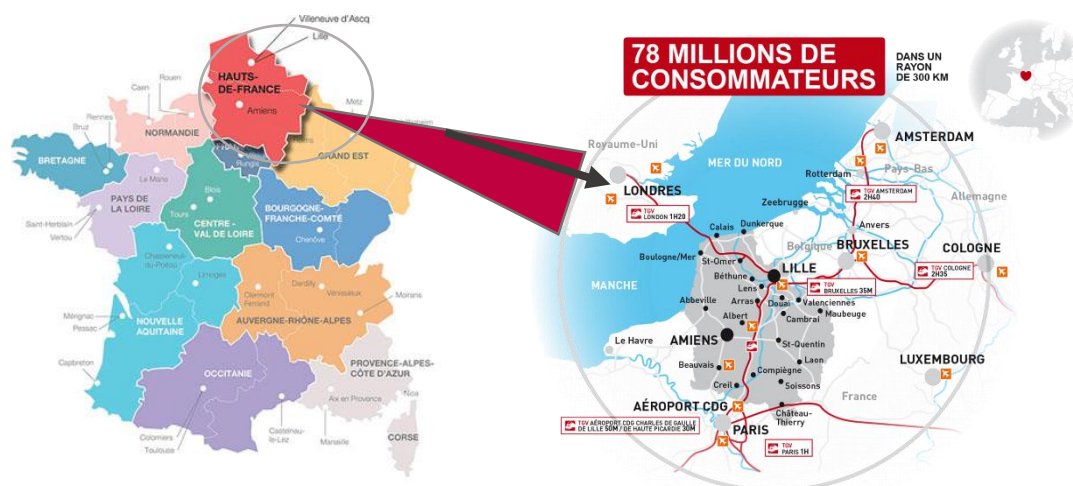 Villeneuve d'Ascq
Lille
HAUTS-
DE-FRANCE
Amiens
Rouen
Caen
NORMANDIE
Metz
Rungis
GRAND EST
Rennes
Bruz
BRETAGNE
Le Mans
PAYS DE
LA LOIRE
Saint-Herblain
Vertou
Blois
Tours
CENTRE -
VAL DE LOIRE
BOURGOGNE-
FRANCHE-COMTÉ
Chenôve
Chasseneuil-
du-Poitou
Limoges
Clermont
Ferrand
Dardilly
Vénissieux
Moirans
AUVERGNE-RHÔNE-ALPES
Mérignac
Pessac
NOUVELLE
AQUITAINE
Capbreton
OCCITANIE
PROVENCE-ALPES-
CÔTE D'AZUR
Nice
Aix en Provence
Colomiers
Toulouse
Castelnau-
le-Lez
Marseille
CORSE
78 MILLIONS DE
CONSOMMATEURS
DANS UN
RAYON
DE 300 KM
Royaume-Uni
LONDRES
TGV
LONDON 1H20
MER DU NORD
AMSTERDAM
Rotterdam
Pays-Bas
TGV AMSTERDAM
2H40
Allemagne
Zeebrugge
Anvers
Calais
Dunkerque
Belgique
BRUXELLES
COLOGNE
TGV COLOGNE
2H35
Boulogne/Mer
St-Omer
LILLE
Béthune
Lens
TGV
BRUXELLES 35M
MANCHE
Abbeville
Arras
Douai
Valenciennes
Maubeuge
Albert
Cambrai
Le Havre
AMIENS
St-Quentin
Beauvais
Laon
LUXEMBOURG
Compiègne
Creil
Soissons
France
AÉROPORT CDG
Château-
Thierry
TGV AÉROPORT CDG CHARLES DE GAULLE
DE LILLE 50M / DE HAUTE PICARDIE 30M
PARIS
TGV
PARIS 1H